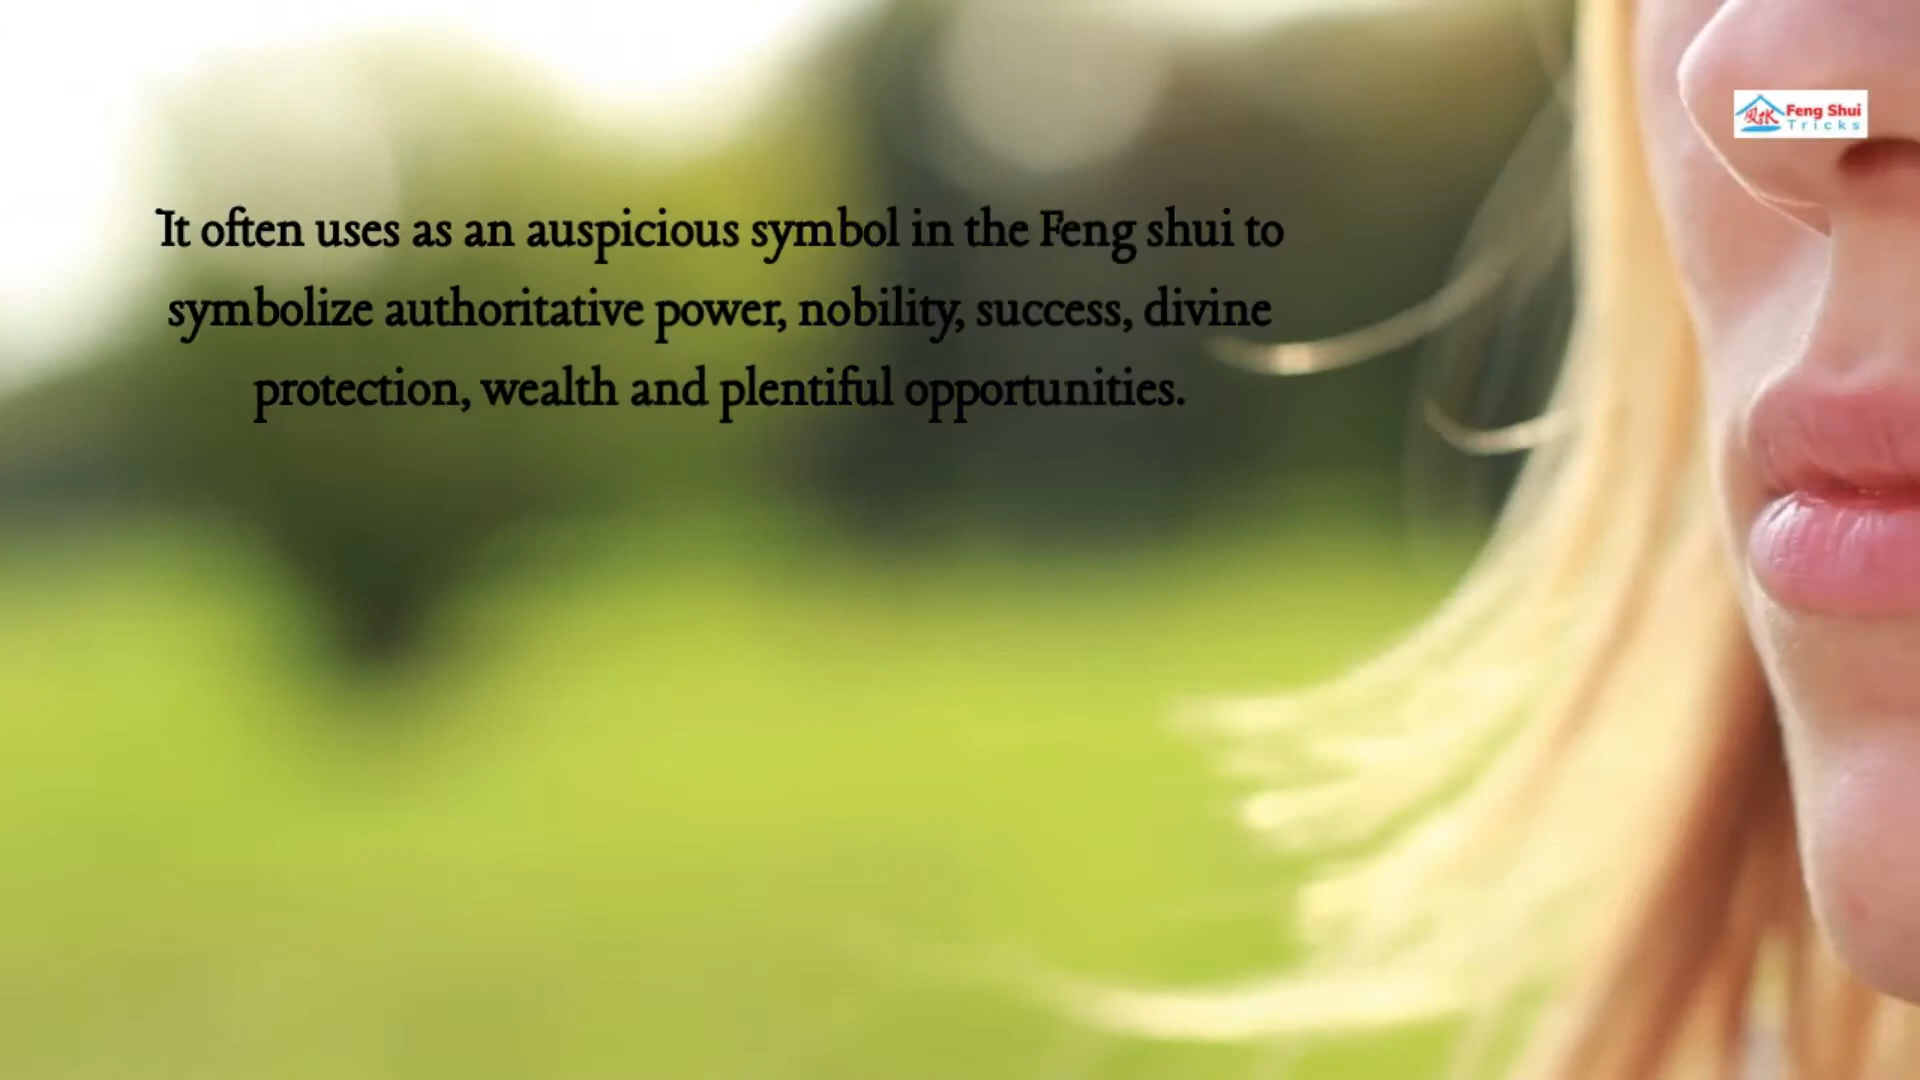 Feng Shui
Tricks
It often uses as an auspicious symbol in the Feng shui to
symbolize authoritative power, nobility, success, divine
protection, wealth and plentiful opportunities.